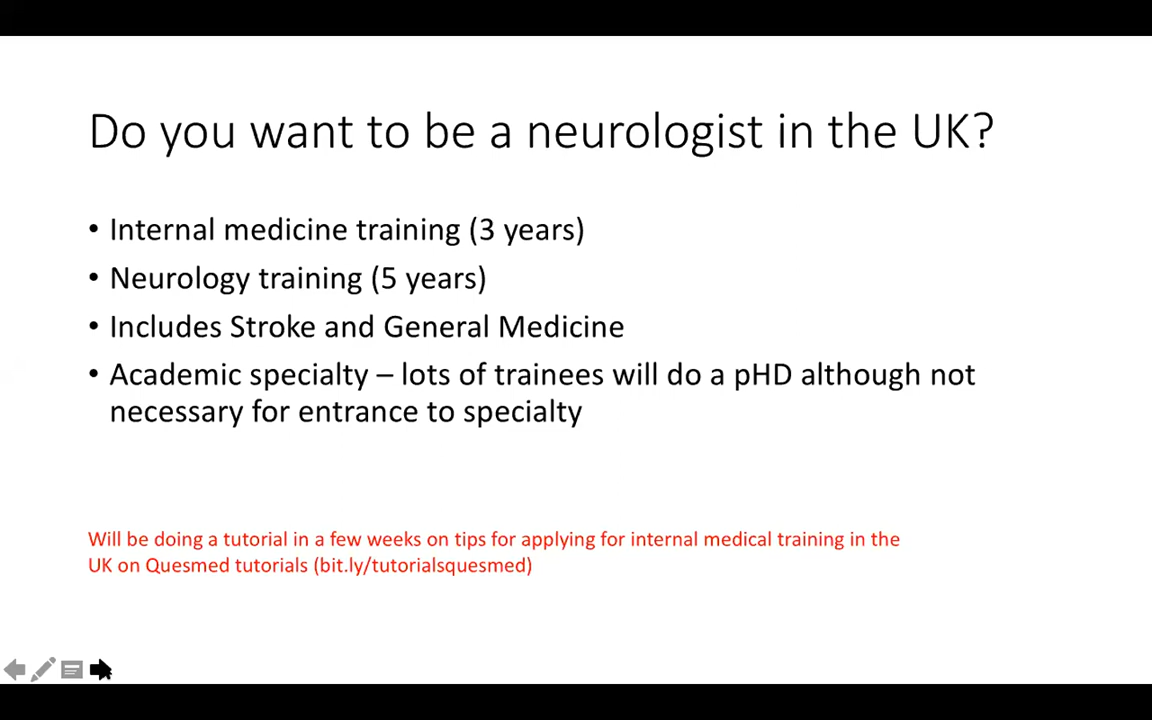 Do you want to be a neurologist in the UK?
• Internal medicine training (3 years)
• Neurology training (5 years)
• Includes Stroke and General Medicine
• Academic specialty – lots of trainees will do a pHD although not
necessary for entrance to specialty
Will be doing a tutorial in a few weeks on tips for applying for internal medical training in the
UK on Quesmed tutorials (bit.ly/tutorialsquesmed)